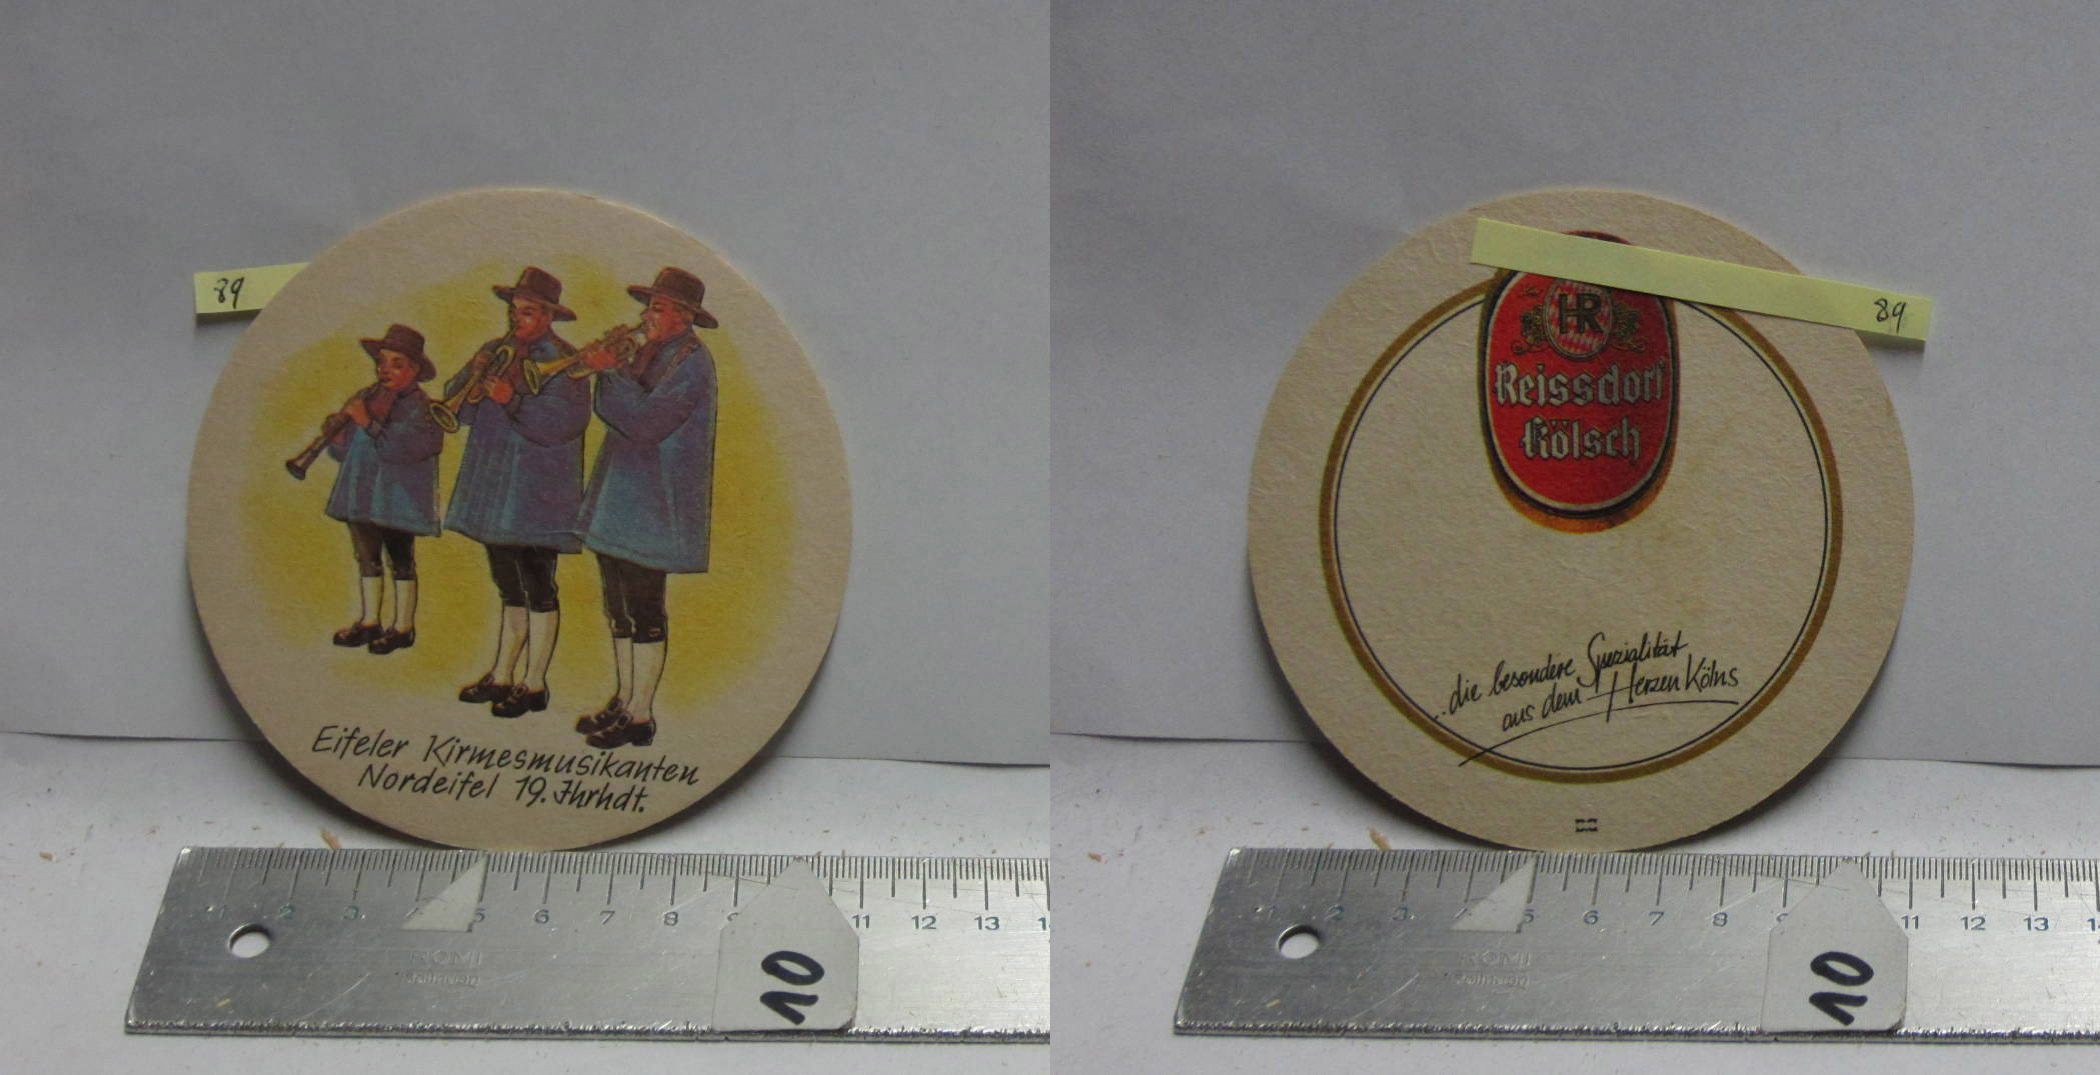 89
Eifeler Kirmesmusikanten
Nordeifel 19. Jhrhdt.
1 2 3 4 5 6 7 8 9 11 12 13
ROMI
10
89
HR
Reissdorf
Kölsch
...die besondere Spezialität
aus dem Herzen Kölns
1 2 3 4 5 6 7 8 9 11 12 13
ROMI
10